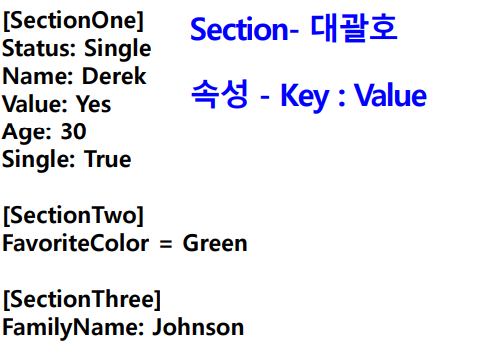 [SectionOne]
Status: Single
Name: Derek
Value: Yes
Age: 30
Single: True
[SectionTwo]
FavoriteColor = Green
[SectionThree]
FamilyName: Johnson
Section- 대괄호
속성 - Key : Value